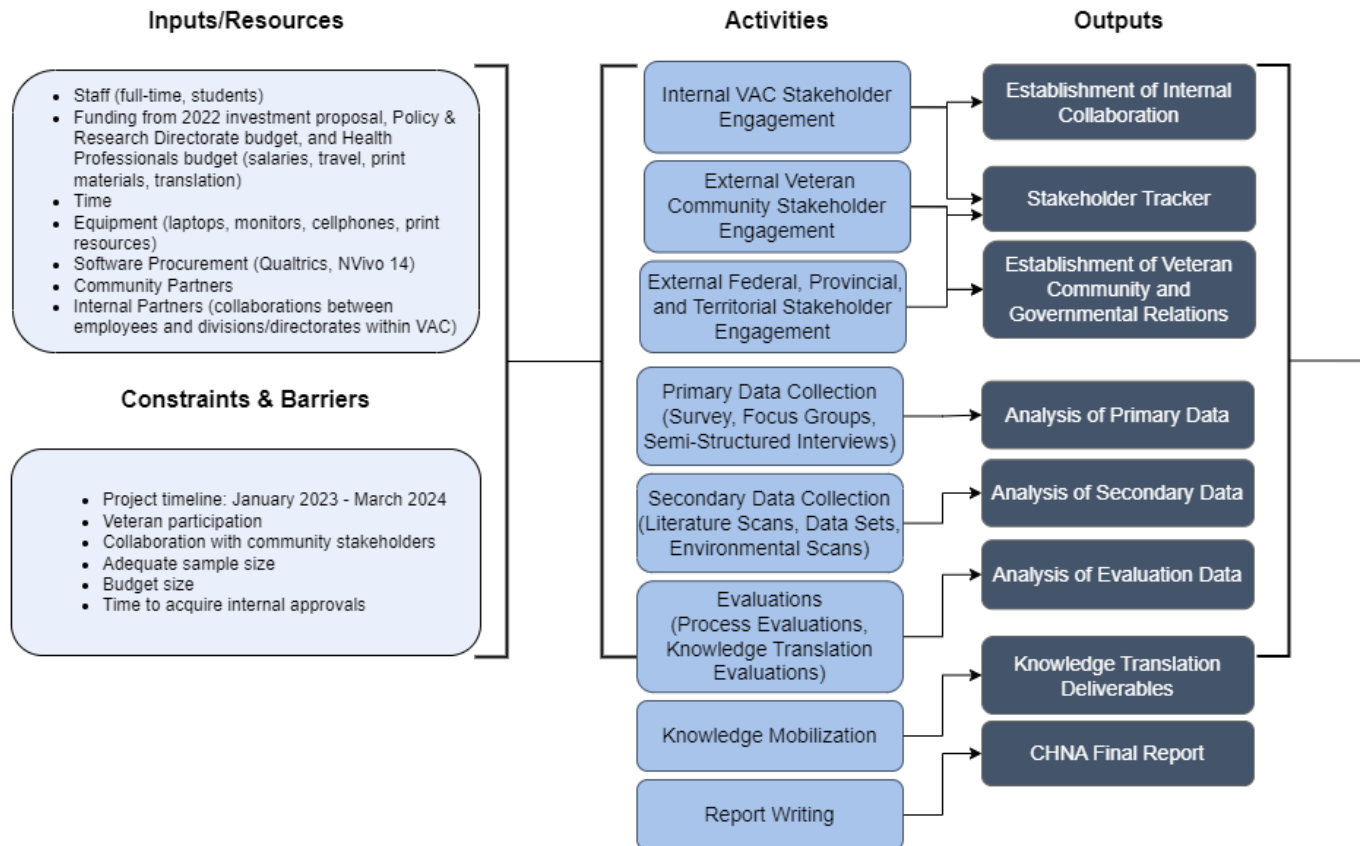 Inputs/Resources
• Staff (full-time, students)
• Funding from 2022 investment proposal, Policy &
Research Directorate budget, and Health
Professionals budget (salaries, travel, print
materials, translation)
• Time
• Equipment (laptops, monitors, cellphones, print
resources)
• Software Procurement (Qualtrics, NVivo 14)
• Community Partners
• Internal Partners (collaborations between
employees and divisions/directorates within VAC)
Constraints & Barriers
• Project timeline: January 2023 - March 2024
• Veteran participation
• Collaboration with community stakeholders
• Adequate sample size
• Budget size
• Time to acquire internal approvals
Activities
Internal VAC Stakeholder
Engagement
External Veteran
Community Stakeholder
Engagement
External Federal, Provincial,
and Territorial Stakeholder
Engagement
Primary Data Collection
(Survey, Focus Groups,
Semi-Structured Interviews)
Secondary Data Collection
(Literature Scans, Data Sets,
Environmental Scans)
Evaluations
(Process Evaluations,
Knowledge Translation
Evaluations)
Knowledge Mobilization
Report Writing
Outputs
Establishment of Internal
Collaboration
Stakeholder Tracker
Establishment of Veteran
Community and
Governmental Relations
Analysis of Primary Data
Analysis of Secondary Data
Analysis of Evaluation Data
Knowledge Translation
Deliverables
CHNA Final Report